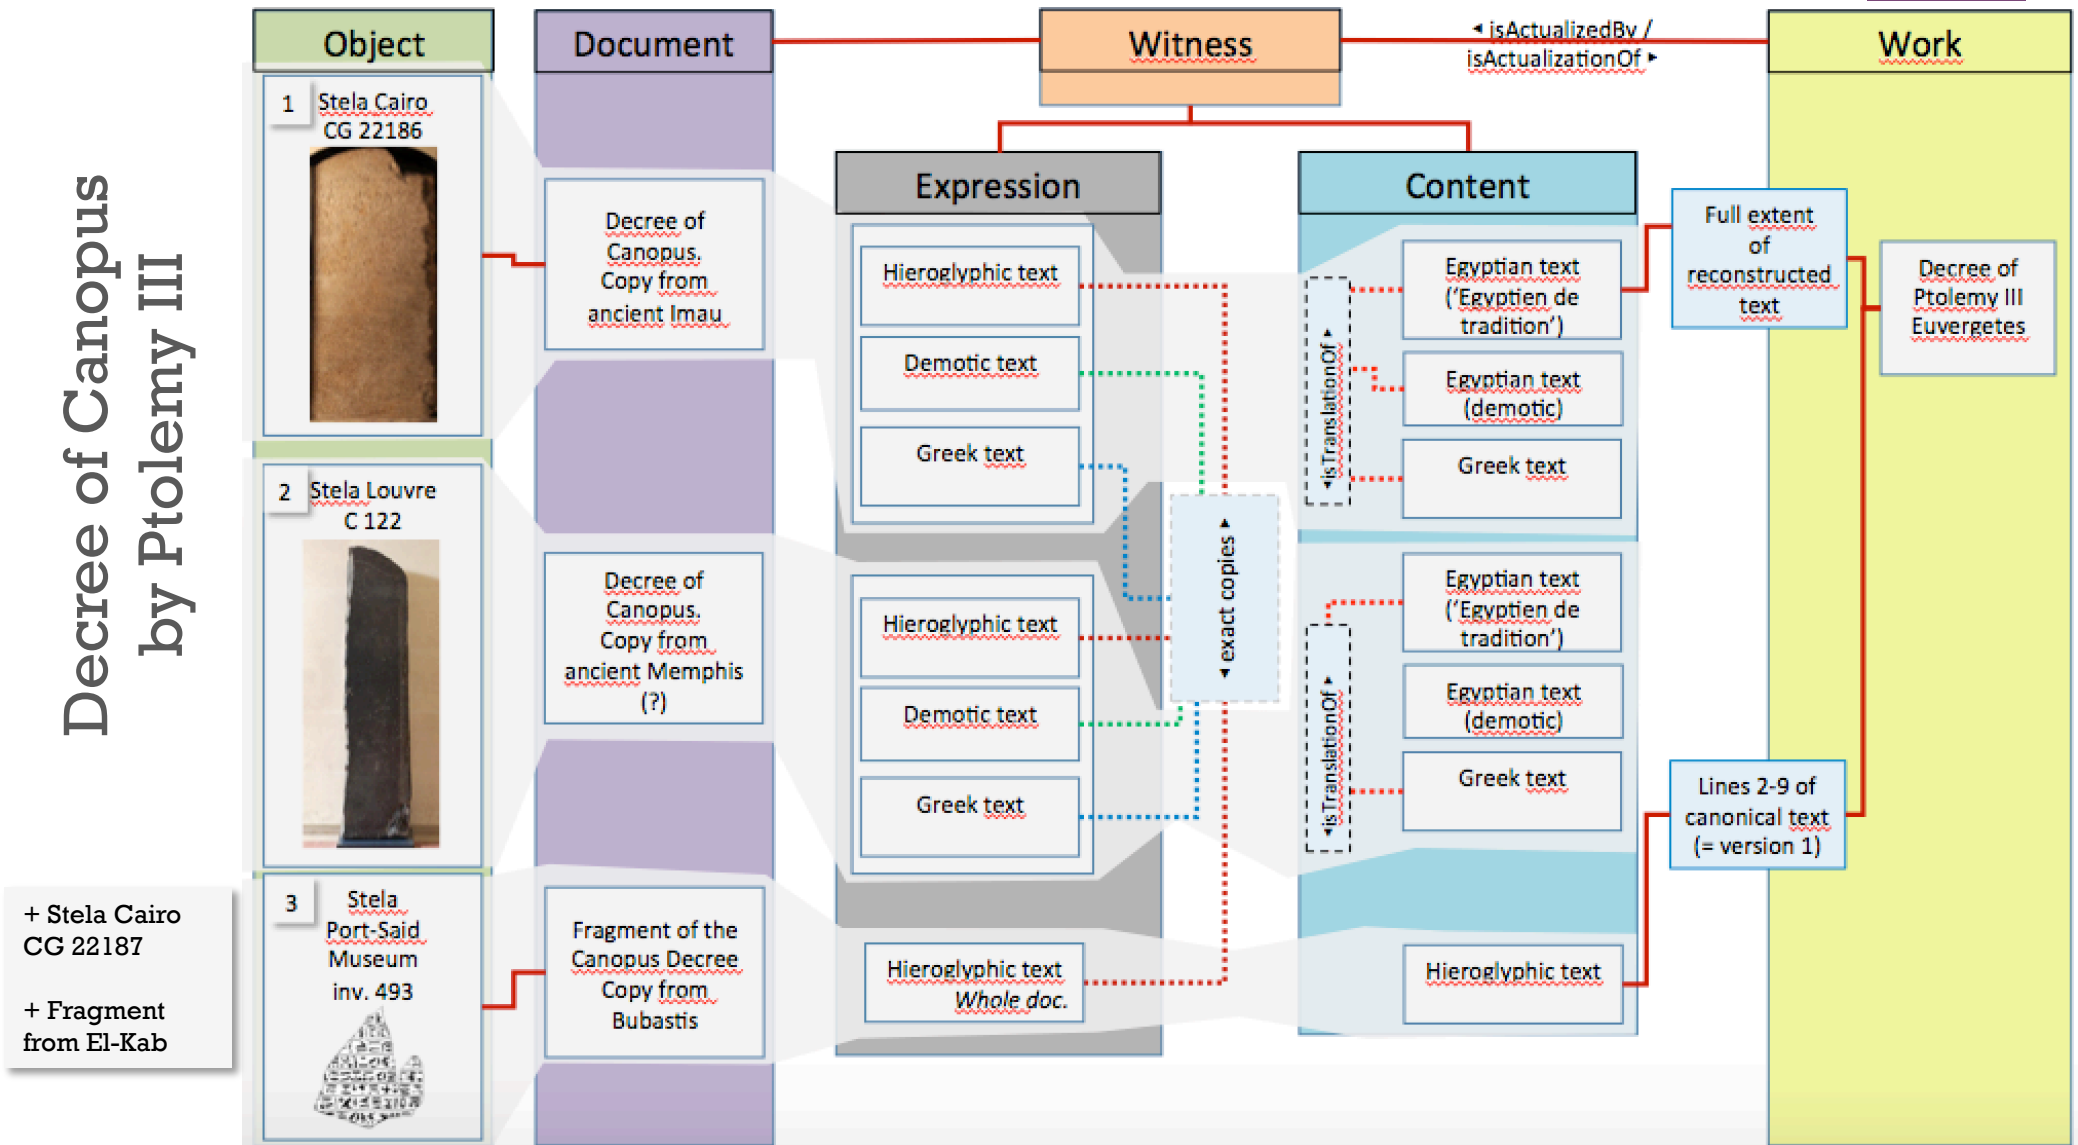 Decree of Canopus
by Ptolemy III
Object
Document
Witness
◄ isActualizedBy /
isActualizationOf ►
Work
1
Stela Cairo
CG 22186
Decree of
Canopus.
Copy from
ancient Imau
Expression
Hieroglyphic text
Demotic text
Greek text
Content
Egyptian text
('Egyptien de
tradition')
Egyptian text
(demotic)
Greek text
◄isTranslationOf ►
Full extent
of
reconstructed
text
Decree of
Ptolemy III
Euvergetes
2
Stela Louvre
C 122
Decree of
Canopus.
Copy from
ancient Memphis
(?)
Hieroglyphic text
Demotic text
Greek text
◄ exact copies ►
Egyptian text
('Egyptien de
tradition')
Egyptian text
(demotic)
Greek text
◄isTranslationOf ►
Lines 2-9 of
canonical text
(= version 1)
3
Stela
Port-Said
Museum
inv. 493
Fragment of the
Canopus Decree
Copy from
Bubastis
Hieroglyphic text
Whole doc.
Hieroglyphic text
+ Stela Cairo
CG 22187
+ Fragment
from El-Kab